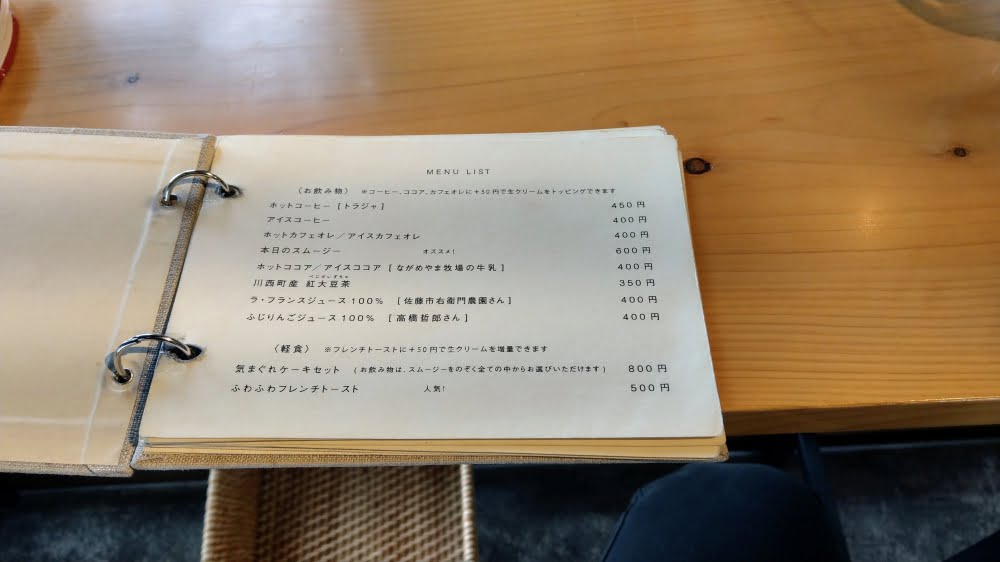 MENU LIST
（お飲み物） ※コーヒー、ココア、カフェオレに+50円で生クリームをトッピングできます
ホットコーヒー [トラジャ] 450円
アイスコーヒー 400円
ホットカフェオレ／アイスカフェオレ 400円
本日のスムージー オススメ! 600円
ホットココア／アイスココア [ながめやま牧場の牛乳] 400円
べにだいずちゃ
川西町産 紅大豆茶 350円
ラ・フランスジュース100% [佐藤市右衛門農園さん] 400円
ふじりんごジュース100% [高橋哲郎さん] 400円
（軽食） ※フレンチトーストに+50円で生クリームを増量できます
気まぐれケーキセット (お飲み物は、スムージーをのぞく全ての中からお選びいただけます) 800円
ふわふわフレンチトースト 人気! 500円